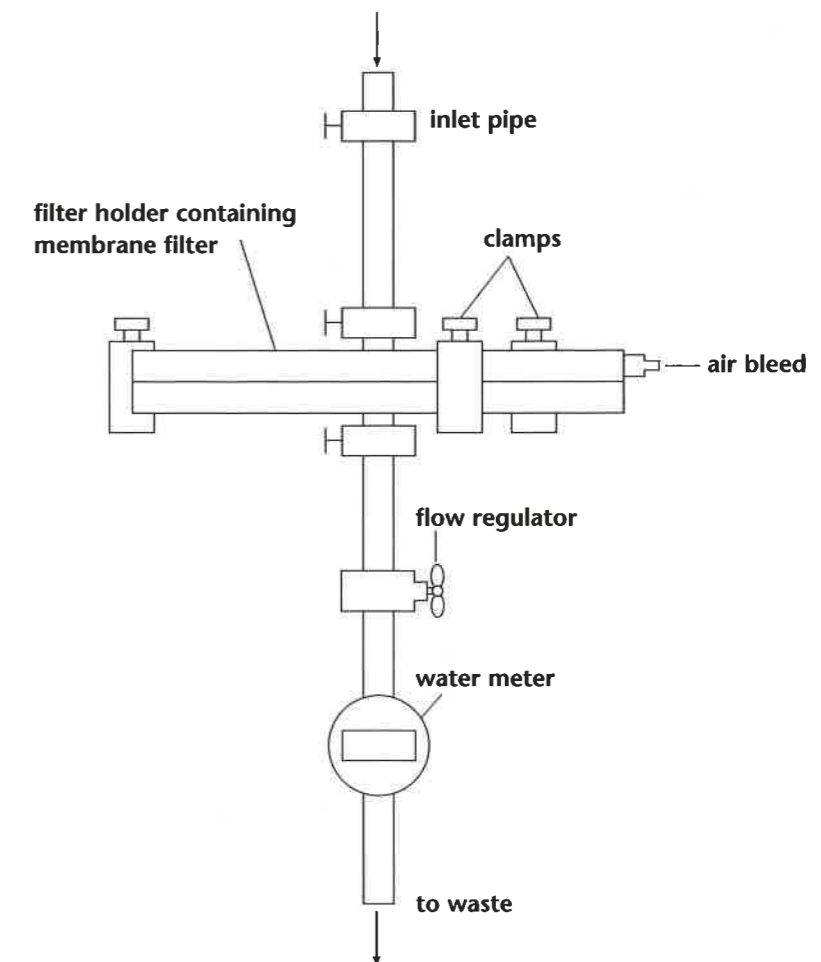 inlet pipe
filter holder containing
membrane filter
clamps
air bleed
flow regulator
water meter
to waste